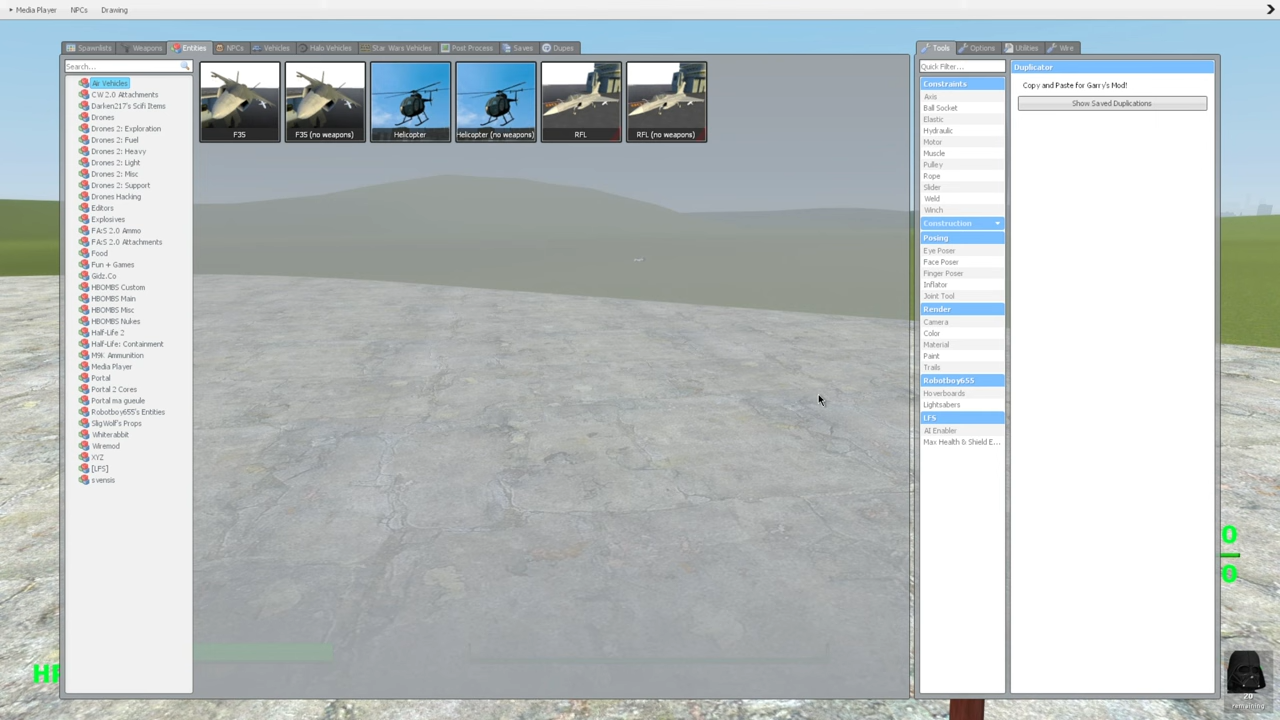 Media Player NPCs Drawing
Spawnlists Weapons Entities NPCs Vehicles Halo Vehicles Star Wars Vehicles Post Process Saves Dupes
Tools Options Utilities Wire
Search...
Air Vehicles
CW 2.0 Attachments
Darken217's Scifi Items
Drones
Drones 2: Exploration
Drones 2: Fuel
Drones 2: Heavy
Drones 2: Light
Drones 2: Misc
Drones 2: Support
Drones Hacking
Editors
Explosives
FA:S 2.0 Ammo
FA:S 2.0 Attachments
Food
Fun + Games
Gidz.Co
HBOMBS Custom
HBOMBS Main
HBOMBS Misc
HBOMBS Nukes
Half-Life 2
Half-Life: Containment
M9K Ammunition
Media Player
Portal
Portal 2 Cores
Portal ma gueule
Robotboy655's Entities
SligWolf's Props
Whiterabbit
Wiremod
XYZ
[LFS]
svensis
F35
F35 (no weapons)
Helicopter
Helicopter (no weapons)
RFL
RFL (no weapons)
Quick Filter...
Constraints
Axis
Ball Socket
Elastic
Hydraulic
Motor
Muscle
Pulley
Rope
Slider
Weld
Winch
Construction
Posing
Eye Poser
Face Poser
Finger Poser
Inflator
Joint Tool
Render
Camera
Color
Material
Paint
Trails
Robotboy655
Hoverboards
Lightsabers
LFS
AI Enabler
Max Health & Shield E...
Duplicator
Copy and Paste for Garry's Mod!
Show Saved Duplications
0
0
20
remaining